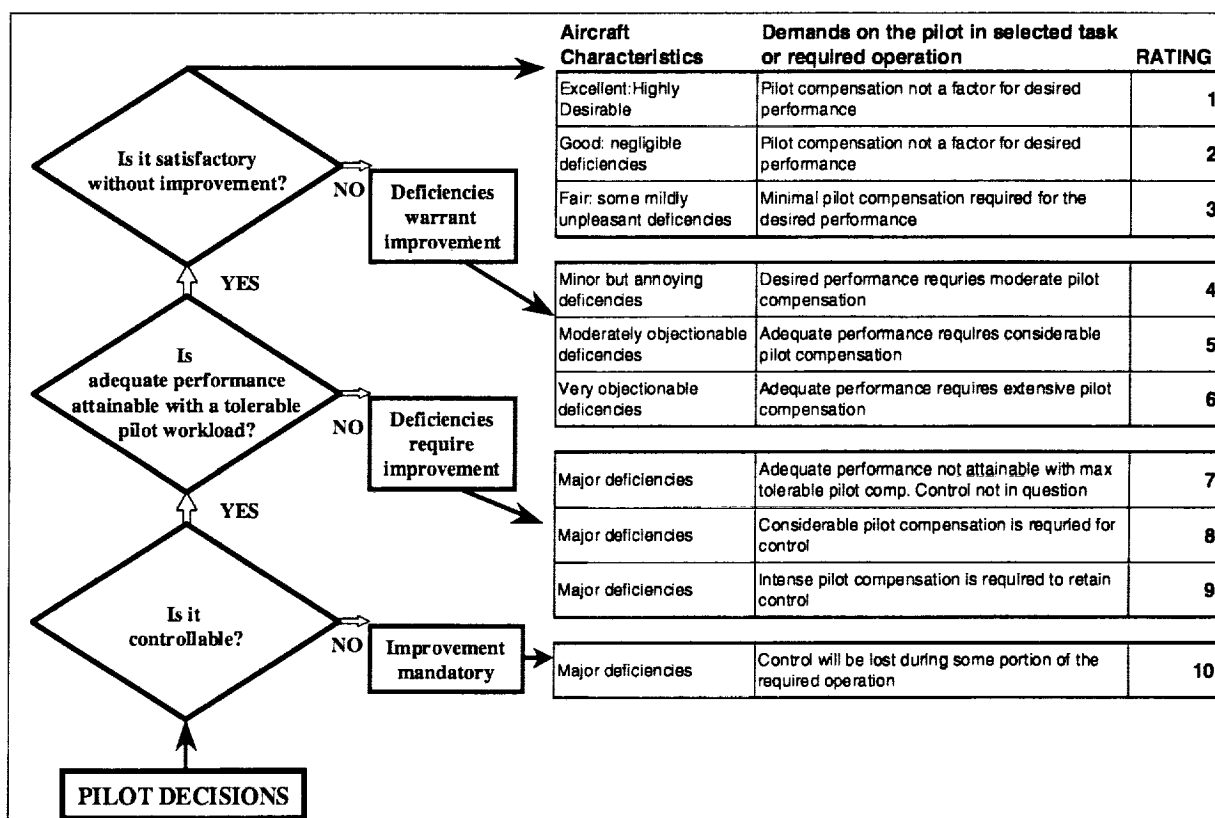 Aircraft
Characteristics
Demands on the pilot in selected task
or required operation
RATING
Excellent:Highly
Desirable
Pilot compensation not a factor for desired
performance
1
Good: negligible
deficiencies
Pilot compensation not a factor for desired
performance
2
Fair: some mildly
unpleasant deficencies
Minimal pilot compensation required for the
desired performance
3
Is it satisfactory
without improvement?
NO
Deficiencies
warrant
improvement
YES
Minor but annoying
deficencies
Desired performance requries moderate pilot
compensation
4
Moderately objectionable
deficencies
Adequate performance requires considerable
pilot compensation
5
Very objectionable
deficencies
Adequate performance requires extensive pilot
compensation
6
Is
adequate performance
attainable with a tolerable
pilot workload?
NO
Deficiencies
require
improvement
YES
Major deficiencies
Adequate performance not attainable with max
tolerable pilot comp. Control not in question
7
Major deficiencies
Considerable pilot compensation is requried for
control
8
Major deficiencies
Intense pilot compensation is required to retain
control
9
Is it
controllable?
NO
Improvement
mandatory
Major deficiencies
Control will be lost during some portion of the
required operation
10
PILOT DECISIONS